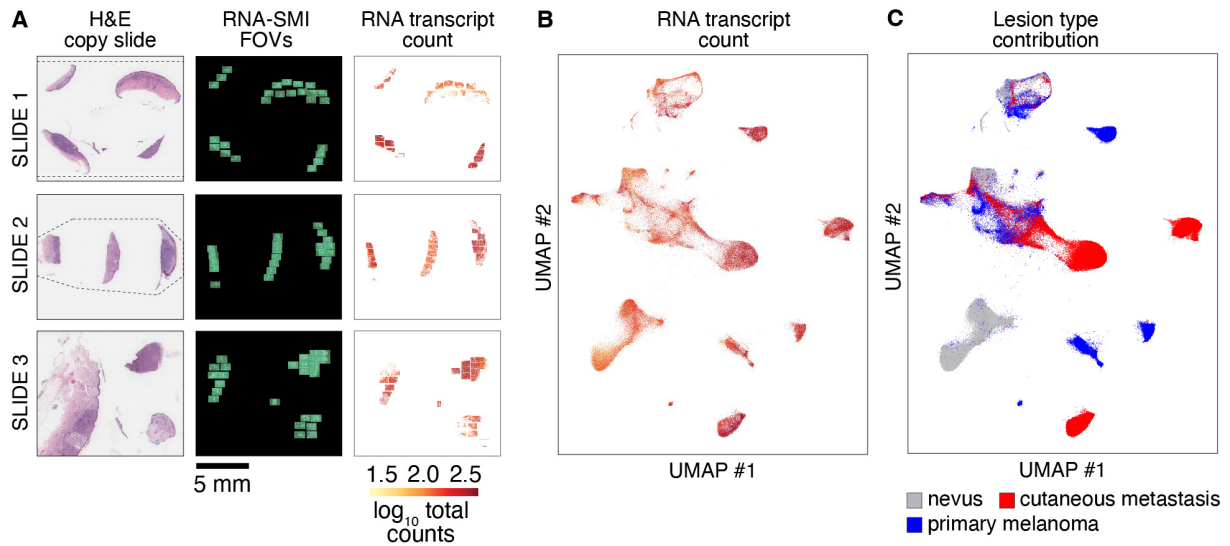 A
H&E
copy slide
RNA-SMI
FOVs
RNA transcript
count
SLIDE 1
SLIDE 2
SLIDE 3
5 mm
1.5 2.0 2.5
log10 total
counts
B
RNA transcript
count
UMAP #2
UMAP #1
C
Lesion type
contribution
UMAP #2
UMAP #1
nevus
cutaneous metastasis
primary melanoma